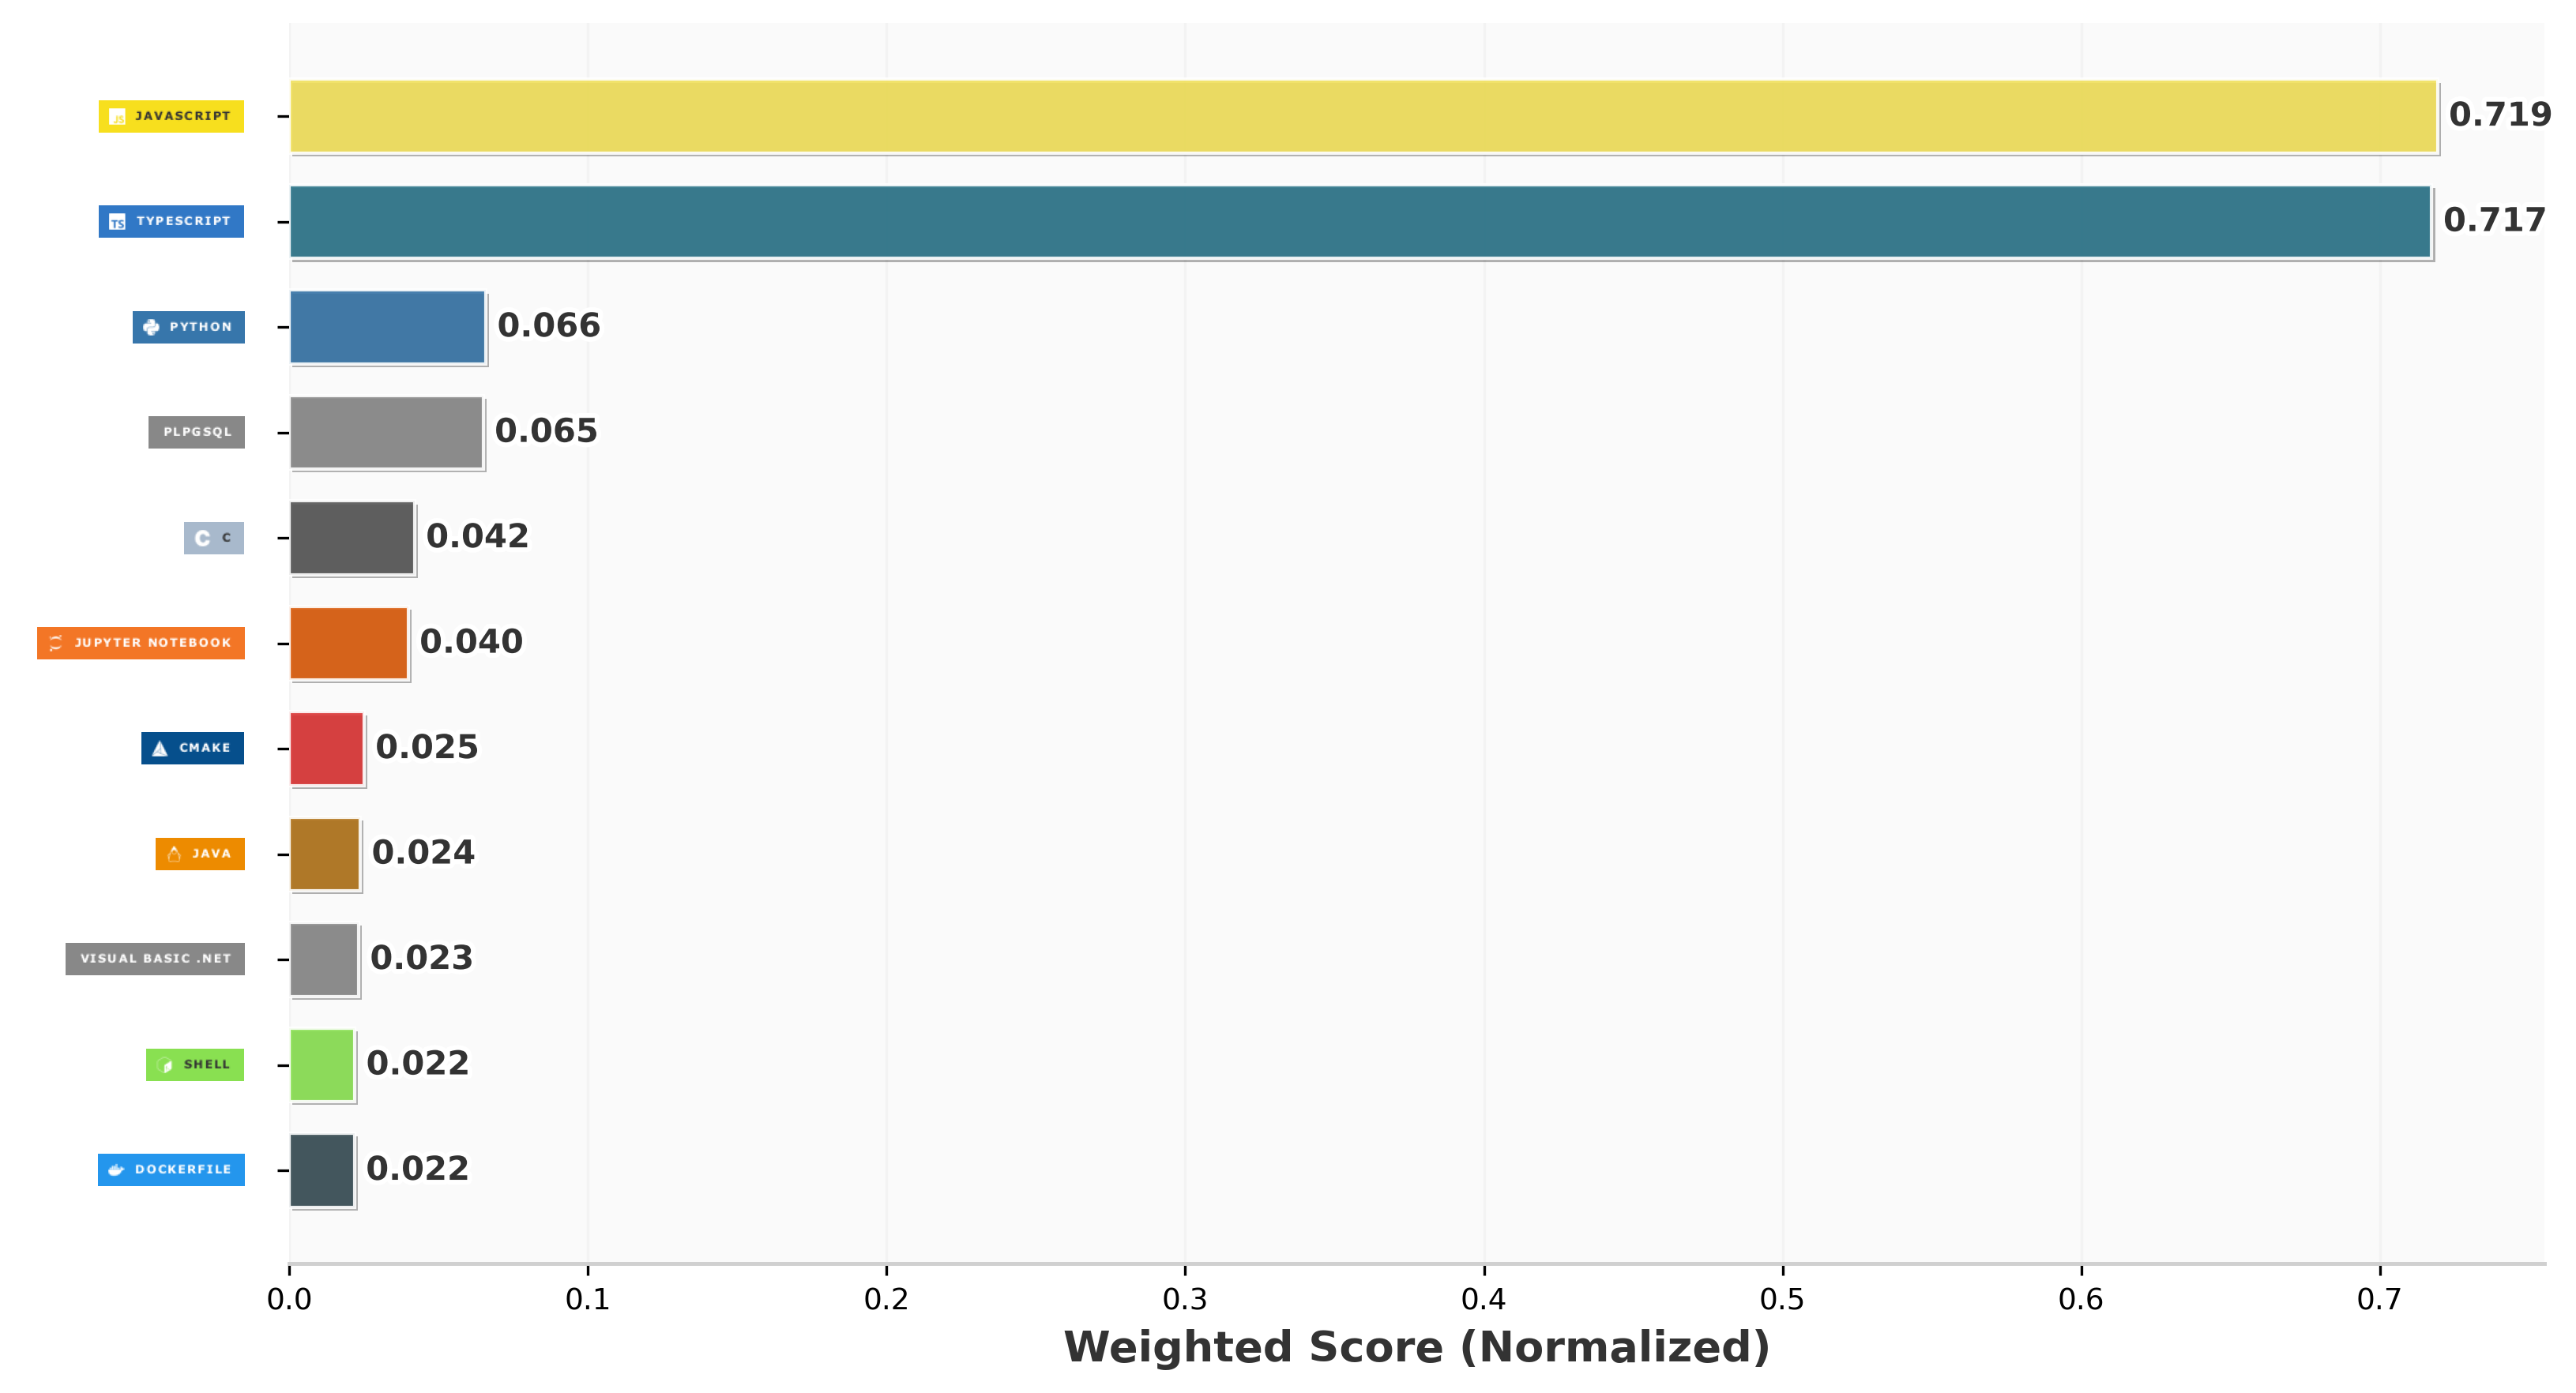 JS JAVASCRIPT 0.719
TS TYPESCRIPT 0.717
PYTHON 0.066
PLPGSQL 0.065
C C 0.042
JUPYTER NOTEBOOK 0.040
CMAKE 0.025
JAVA 0.024
VISUAL BASIC .NET 0.023
SHELL 0.022
DOCKERFILE 0.022
0.0 0.1 0.2 0.3 0.4 0.5 0.6 0.7
Weighted Score (Normalized)